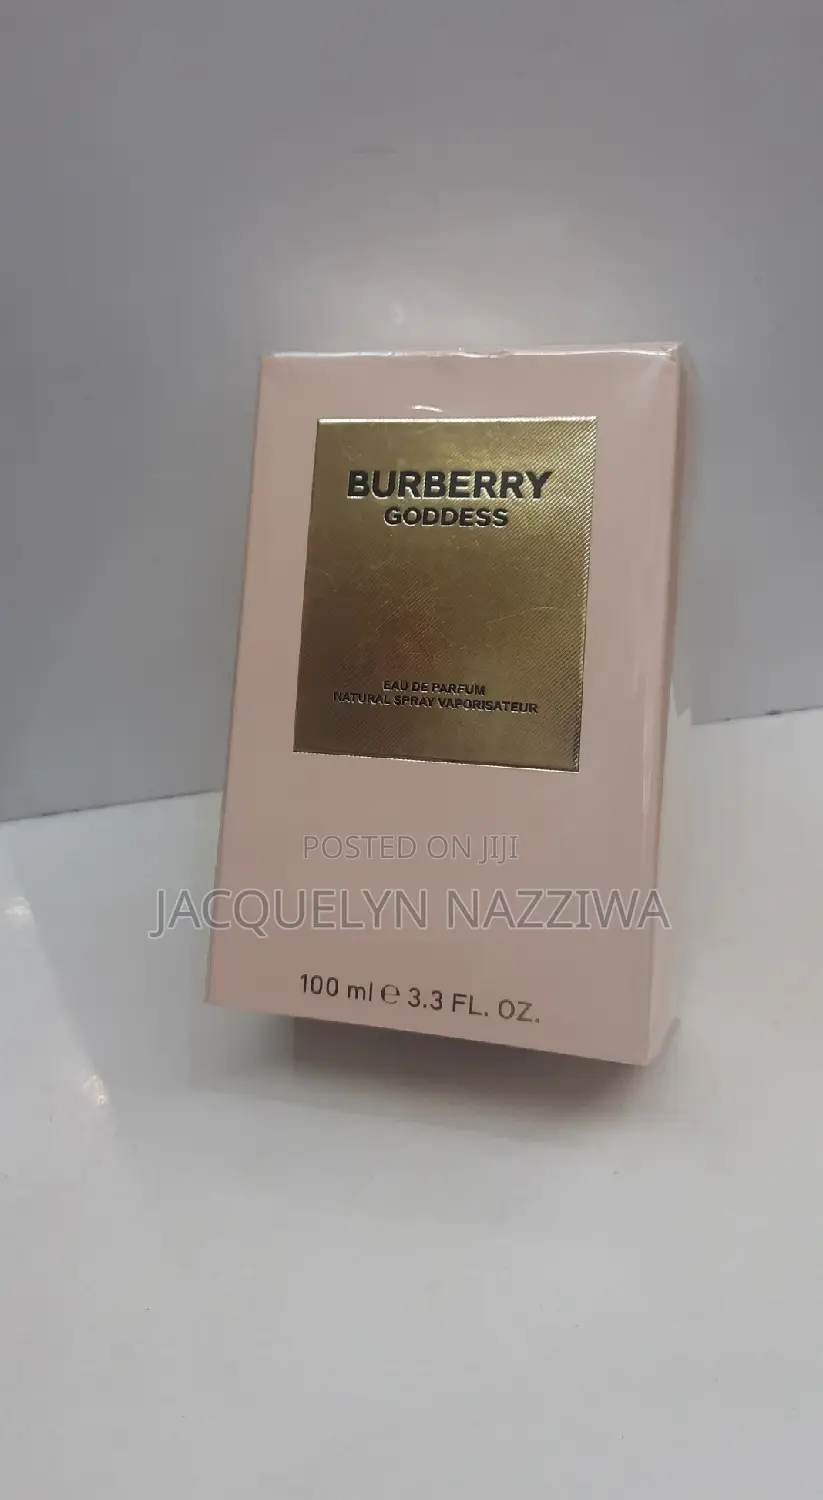 BURBERRY
GODDESS
EAU DE PARFUM
NATURAL SPRAY VAPORISATEUR
POSTED ON JIJI
JACQUELYN NAZZIWA
100 ml ℮ 3.3 FL. OZ.